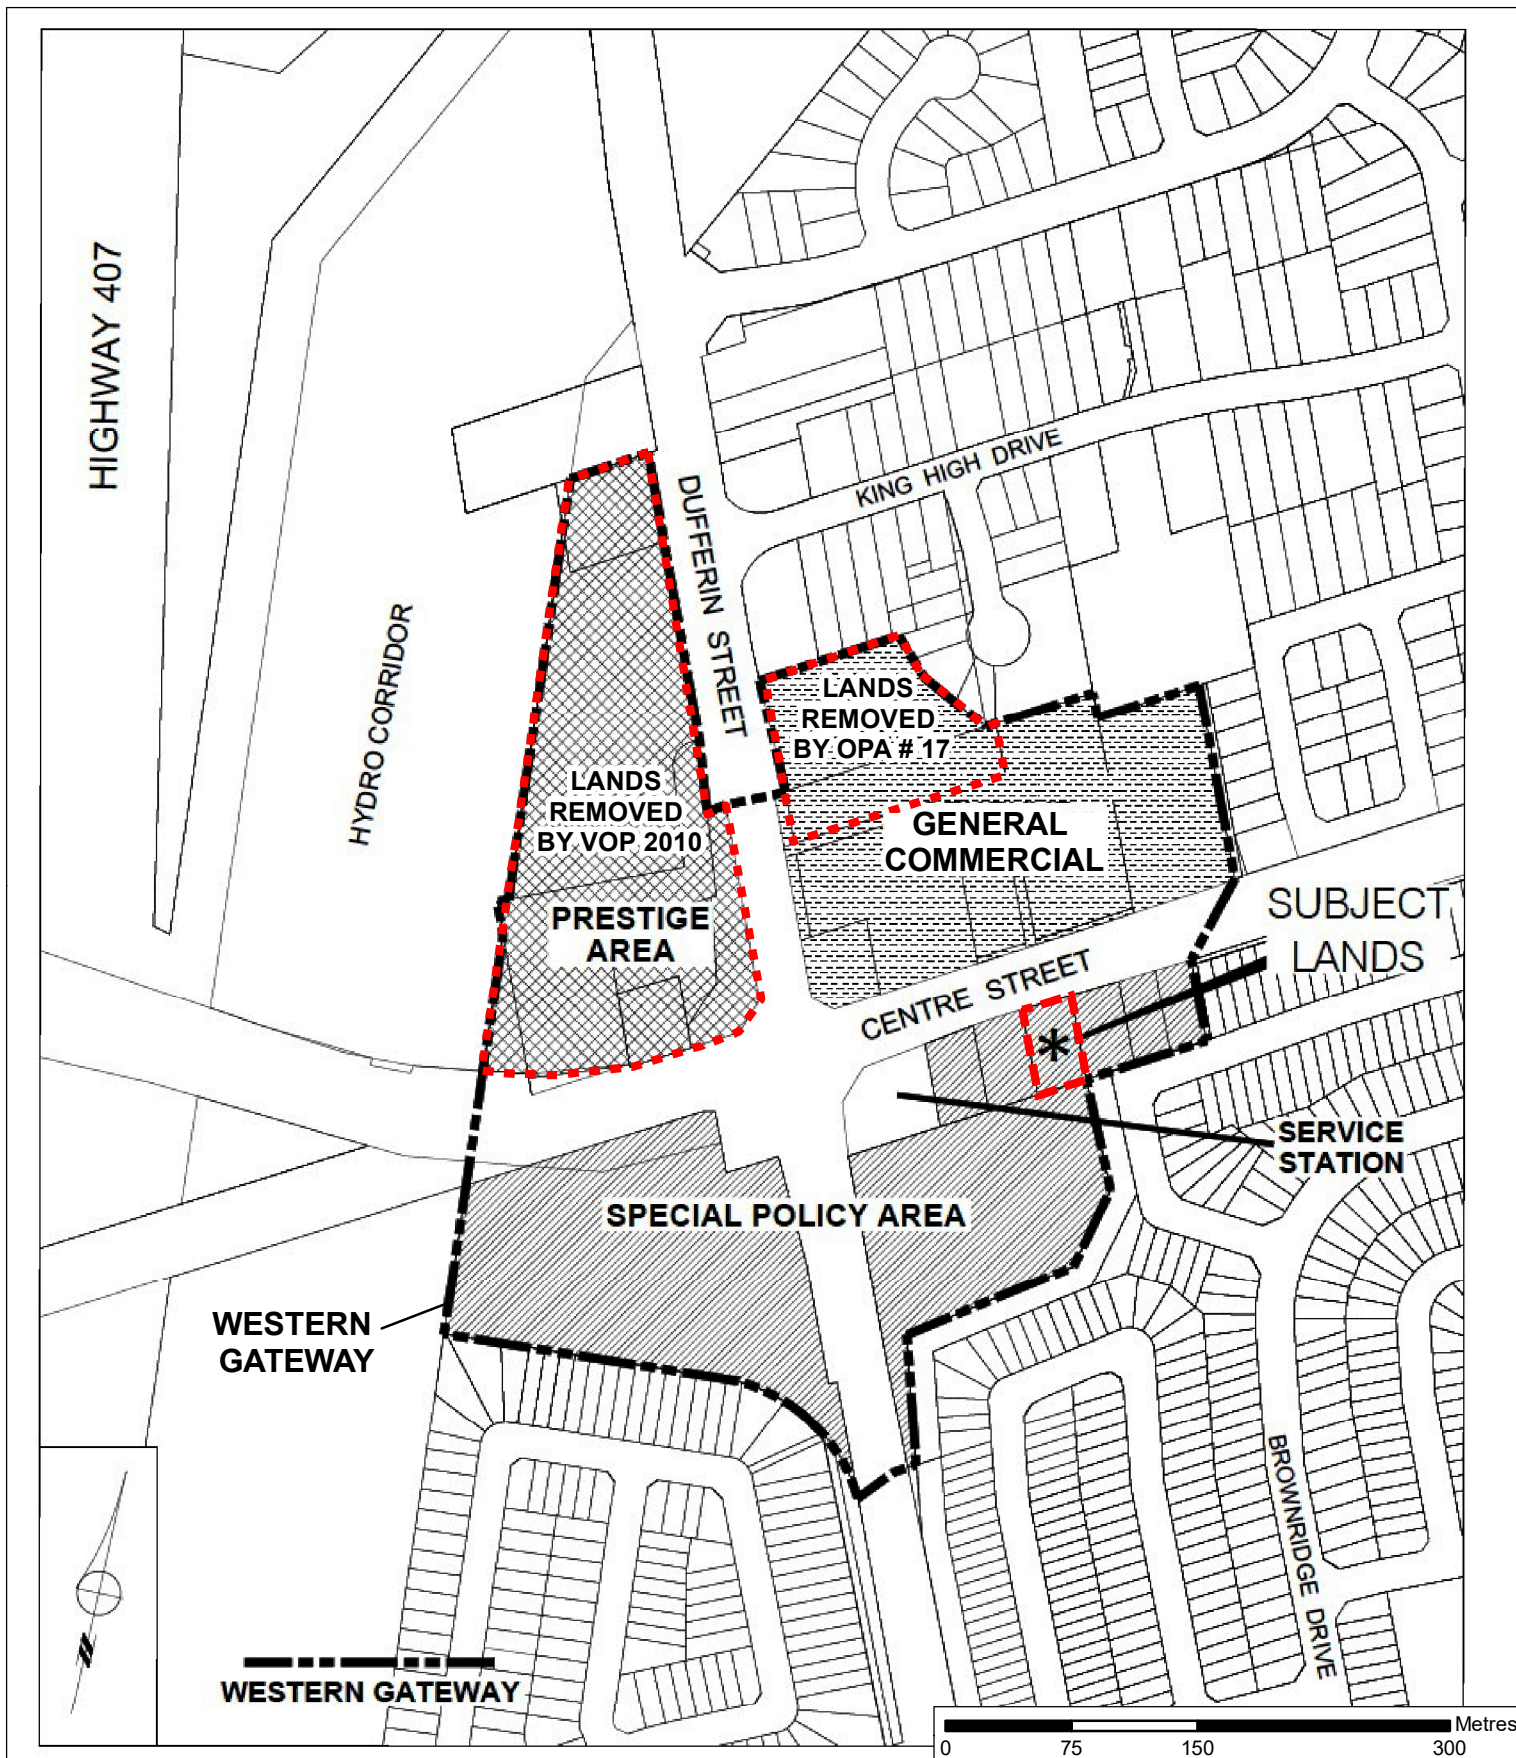 HIGHWAY 407
HYDRO CORRIDOR
DUFFERIN STREET
KING HIGH DRIVE
LANDS
REMOVED
BY OPA # 17
LANDS
REMOVED
BY VOP 2010
GENERAL
COMMERCIAL
PRESTIGE
AREA
SUBJECT
LANDS
CENTRE STREET
*
SERVICE
STATION
SPECIAL POLICY AREA
WESTERN
GATEWAY
BROWNRIDGE DRIVE
WESTERN GATEWAY
Metres
0 75 150 300